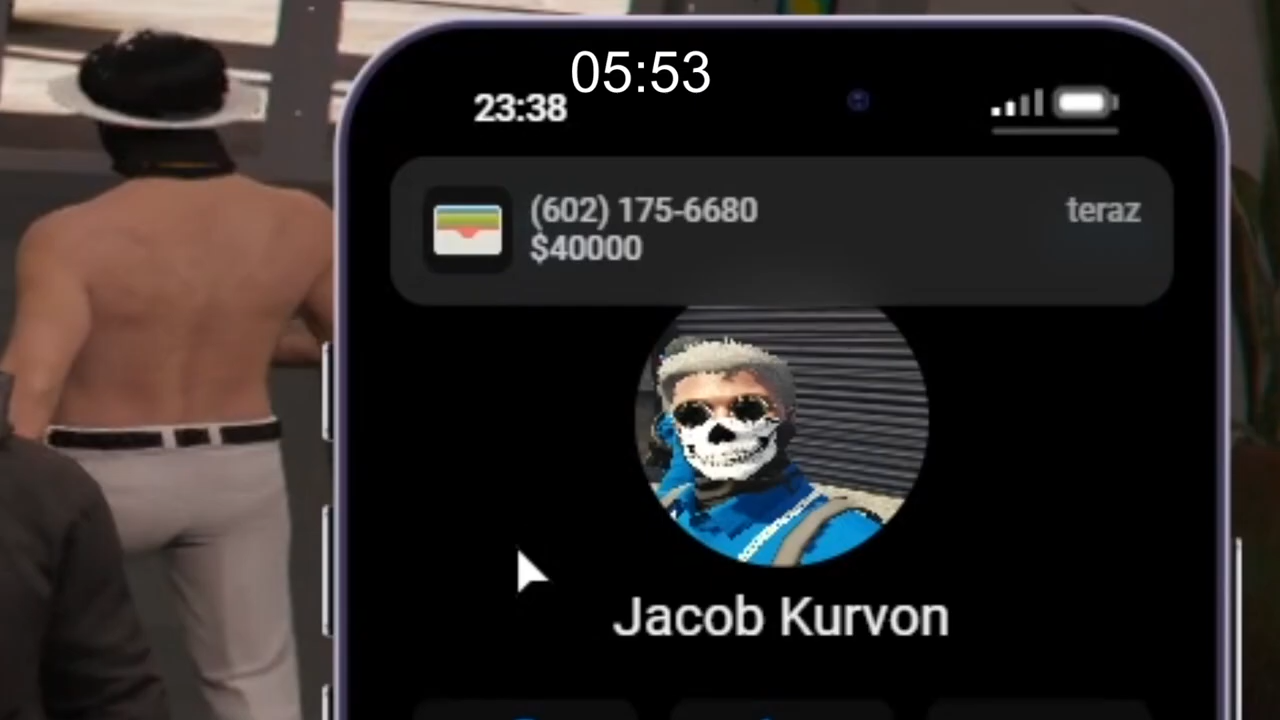 05:53
23:38
(602) 175-6680
teraz
$40000
Jacob Kurvon